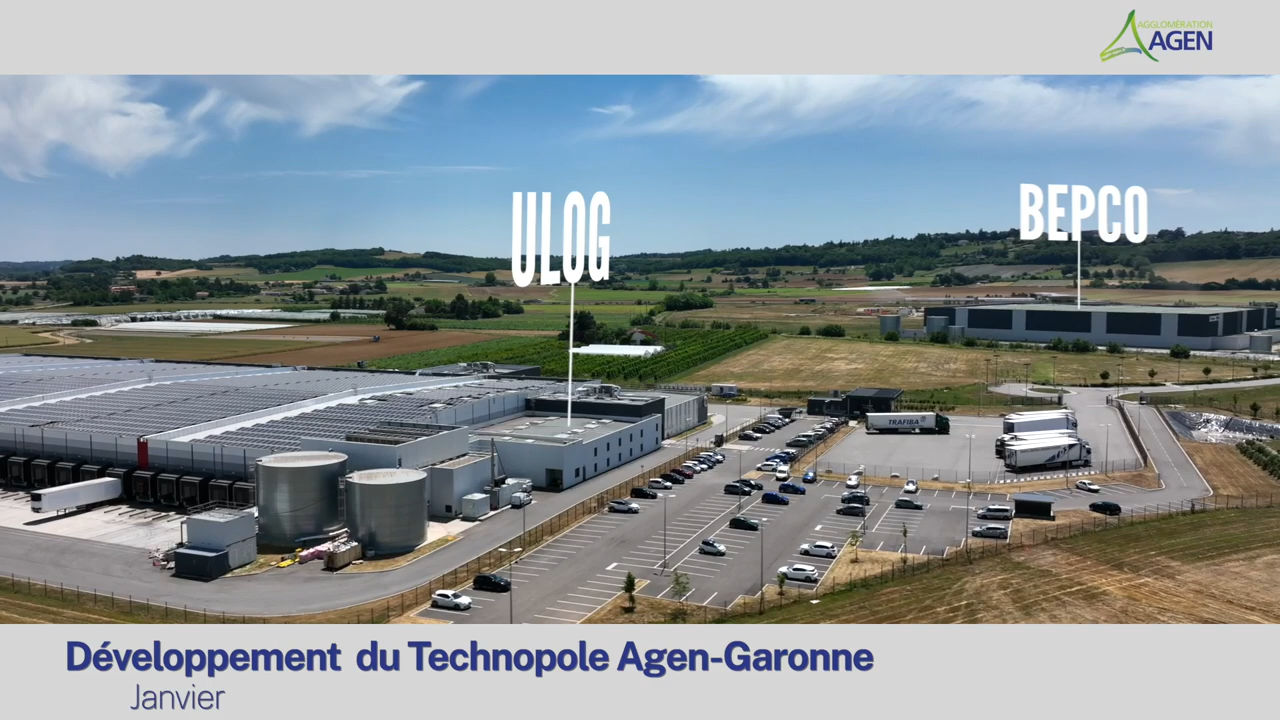 AGGLOMÉRATION
AGEN
ULOG
BEPCO
TRAFIBA
Développement du Technopole Agen-Garonne
Janvier